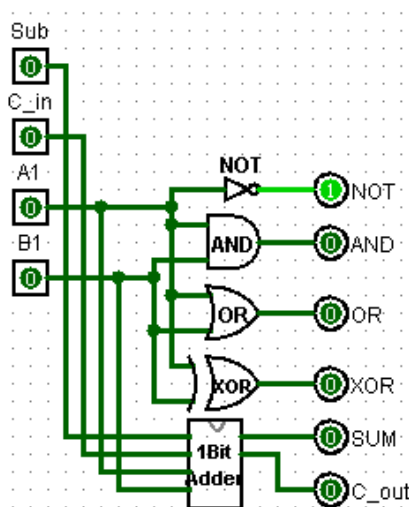 Sub
0
C_in
0
A1
0
B1
0
NOT
1 NOT
AND 0 AND
OR 0 OR
XOR 0 XOR
1Bit
Adder
0 SUM
0 C_out